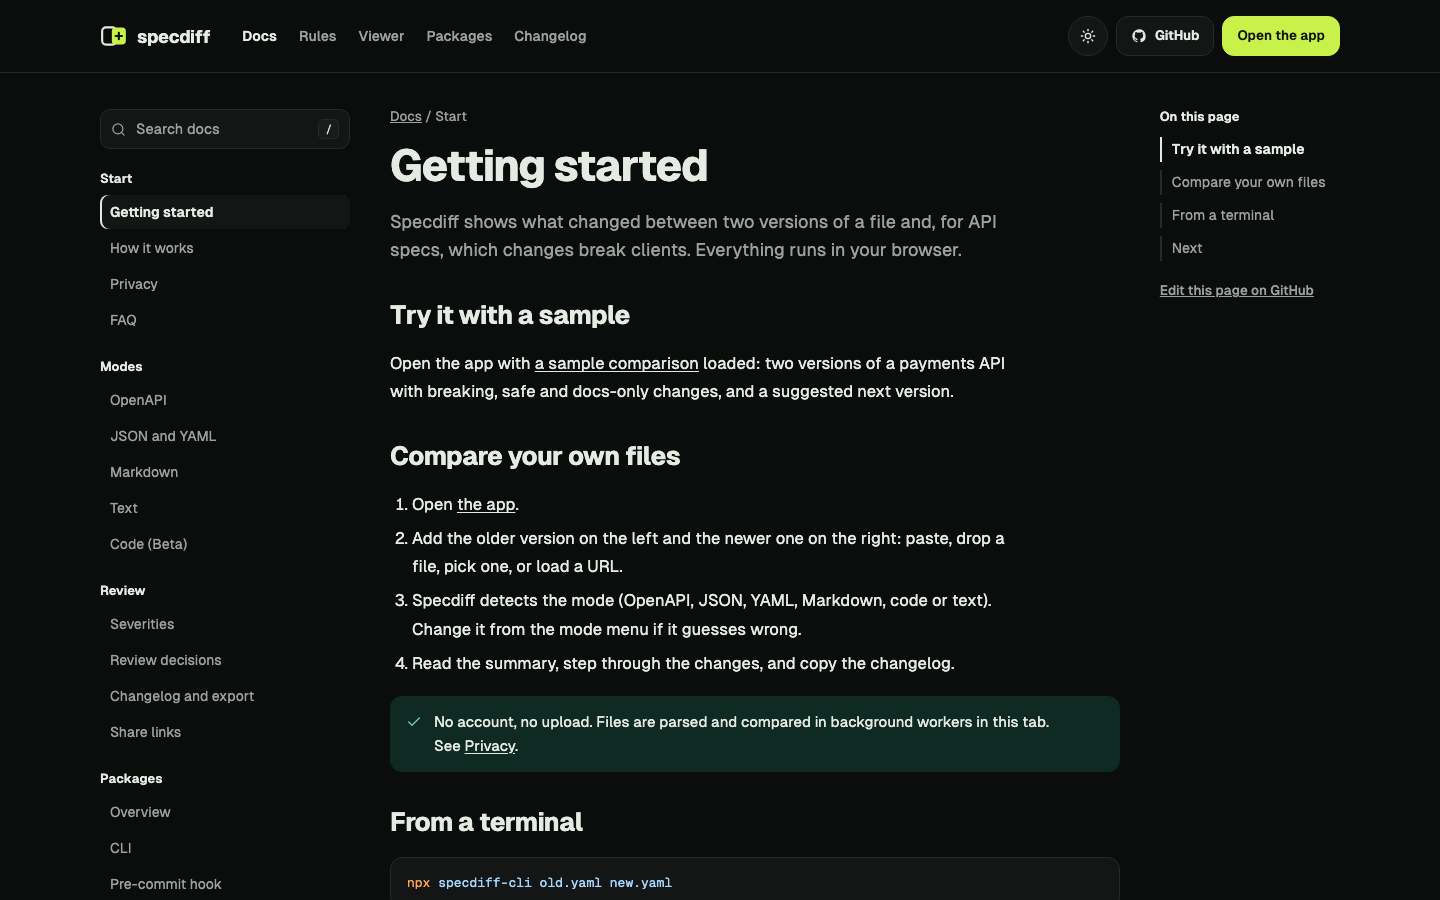 specdiff
Docs
Rules
Viewer
Packages
Changelog
GitHub
Open the app
Search docs
/
Start
Getting started
How it works
Privacy
FAQ
Modes
OpenAPI
JSON and YAML
Markdown
Text
Code (Beta)
Review
Severities
Review decisions
Changelog and export
Share links
Packages
Overview
CLI
Pre-commit hook
Docs / Start
Getting started
Specdiff shows what changed between two versions of a file and, for API
specs, which changes break clients. Everything runs in your browser.
Try it with a sample
Open the app with a sample comparison loaded: two versions of a payments API
with breaking, safe and docs-only changes, and a suggested next version.
Compare your own files
1. Open the app.
2. Add the older version on the left and the newer one on the right: paste, drop a
file, pick one, or load a URL.
3. Specdiff detects the mode (OpenAPI, JSON, YAML, Markdown, code or text).
Change it from the mode menu if it guesses wrong.
4. Read the summary, step through the changes, and copy the changelog.
No account, no upload. Files are parsed and compared in background workers in this tab.
See Privacy.
From a terminal
npx specdiff-cli old.yaml new.yaml
On this page
Try it with a sample
Compare your own files
From a terminal
Next
Edit this page on GitHub